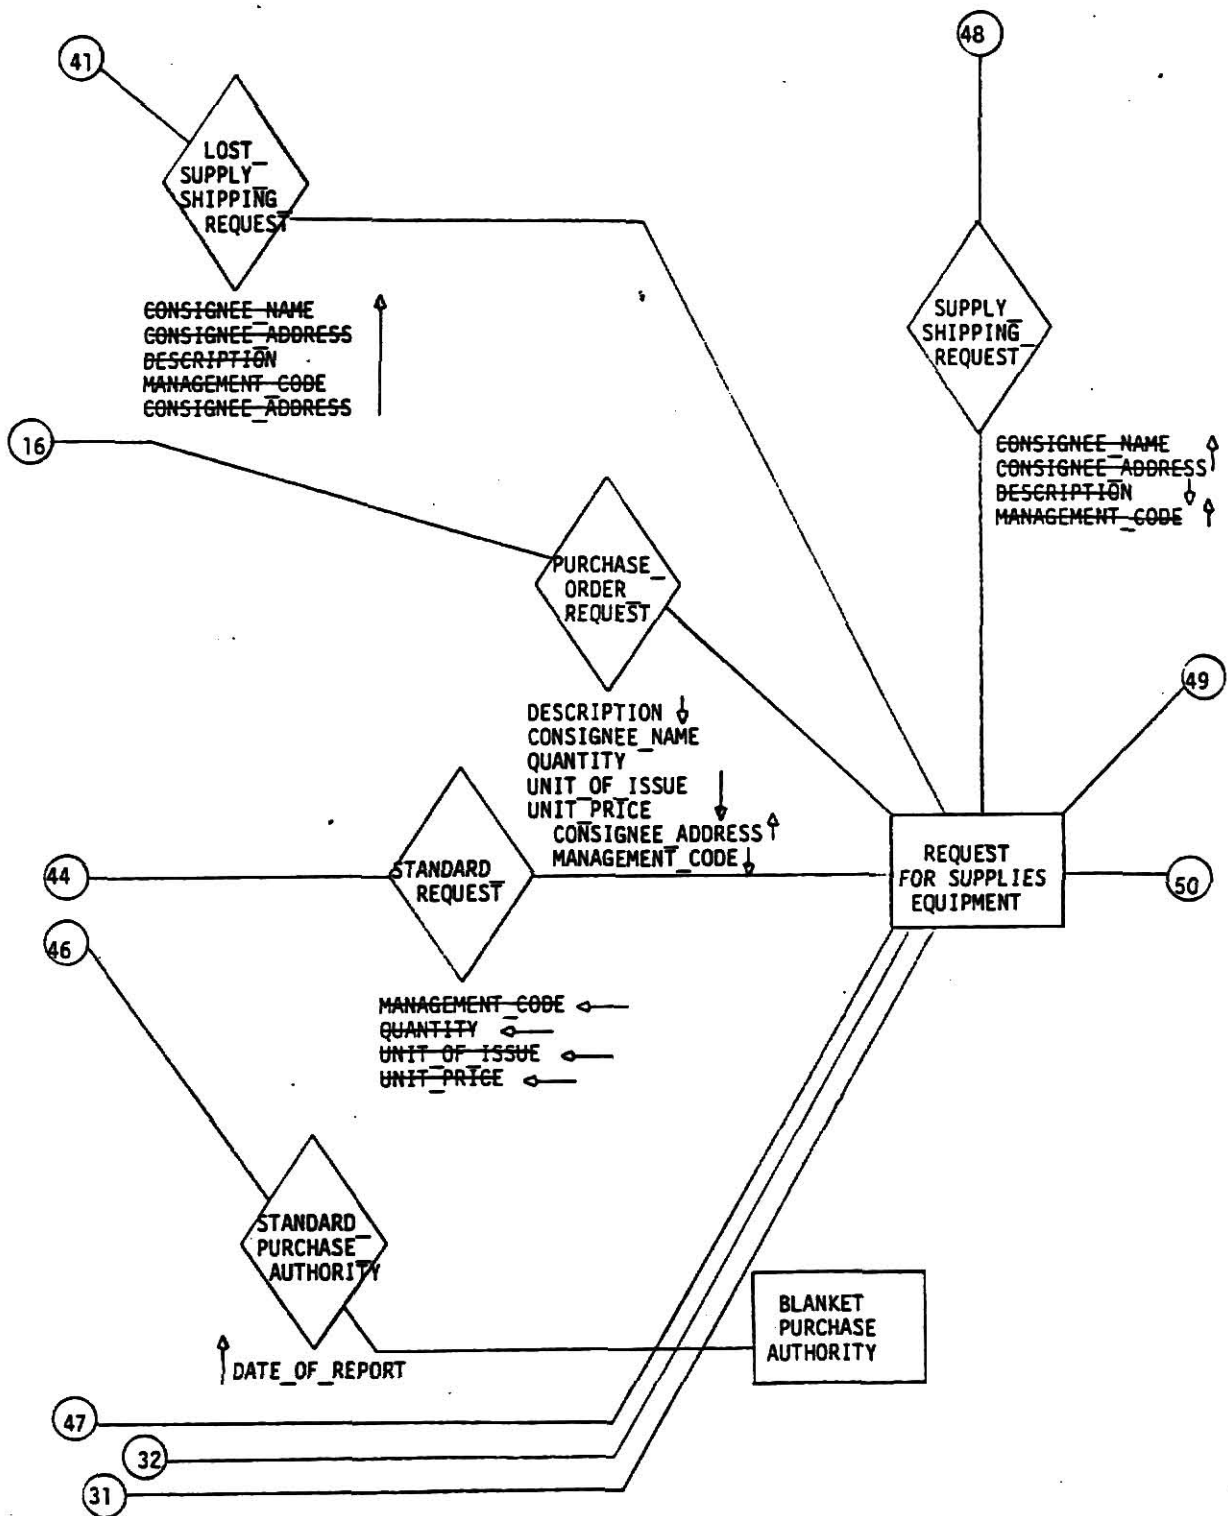 41
48
LOST_
SUPPLY_
SHIPPING_
REQUEST
CONSIGNEE_NAME
CONSIGNEE_ADDRESS
DESCRIPTION
MANAGEMENT_CODE
CONSIGNEE_ADDRESS
SUPPLY_
SHIPPING_
REQUEST
CONSIGNEE_NAME
CONSIGNEE_ADDRESS
DESCRIPTION
MANAGEMENT_CODE
16
PURCHASE_
ORDER_
REQUEST
DESCRIPTION
CONSIGNEE_NAME
QUANTITY
UNIT_OF_ISSUE
UNIT_PRICE
CONSIGNEE_ADDRESS
MANAGEMENT_CODE
49
44
STANDARD_
REQUEST
REQUEST
FOR SUPPLIES
EQUIPMENT
50
46
MANAGEMENT_CODE
QUANTITY
UNIT_OF_ISSUE
UNIT_PRICE
STANDARD_
PURCHASE_
AUTHORITY
BLANKET
PURCHASE
AUTHORITY
DATE_OF_REPORT
47
32
31